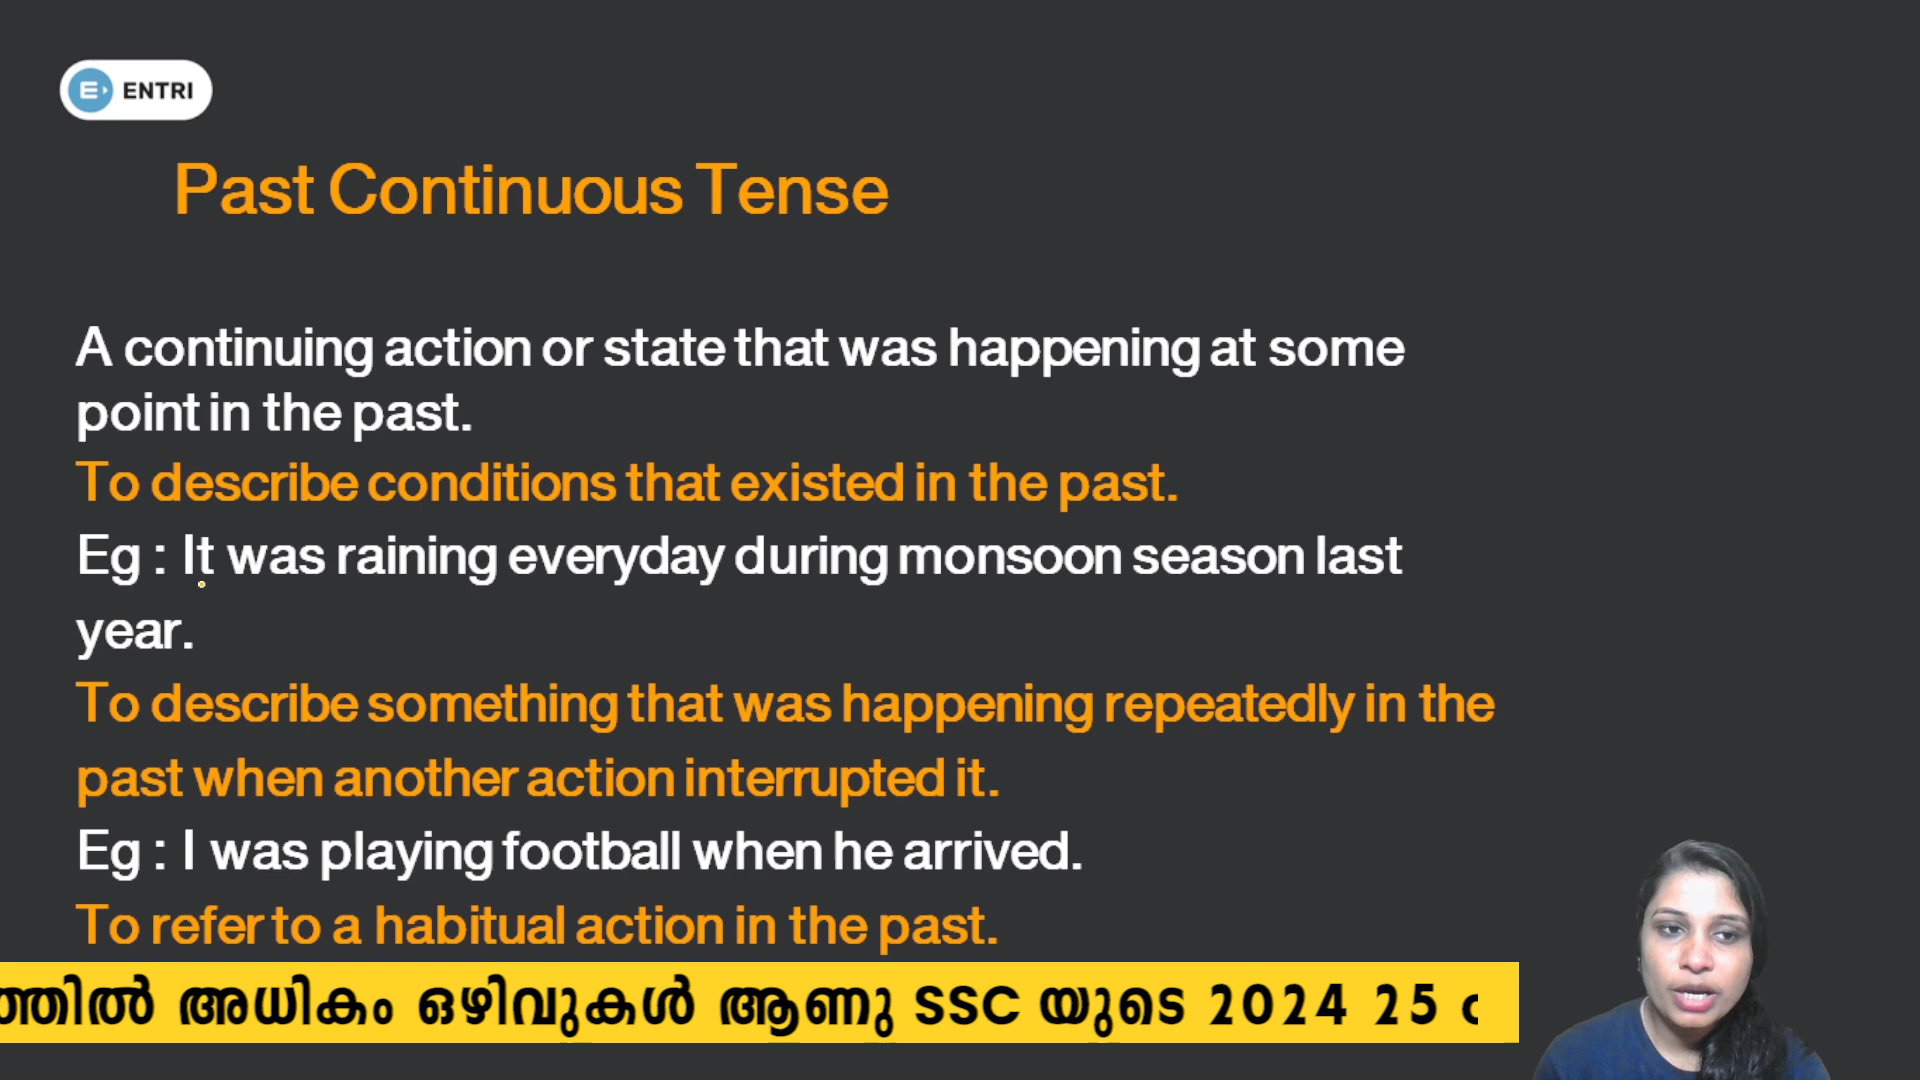 ENTRI
Past Continuous Tense
A continuing action or state that was happening at some
point in the past.
To describe conditions that existed in the past.
Eg : It was raining everyday during monsoon season last
year.
To describe something that was happening repeatedly in the
past when another action interrupted it.
Eg : I was playing football when he arrived.
To refer to a habitual action in the past.
അധികം ഒഴിവുകൾ ആണു SSC യുടെ 2024 25